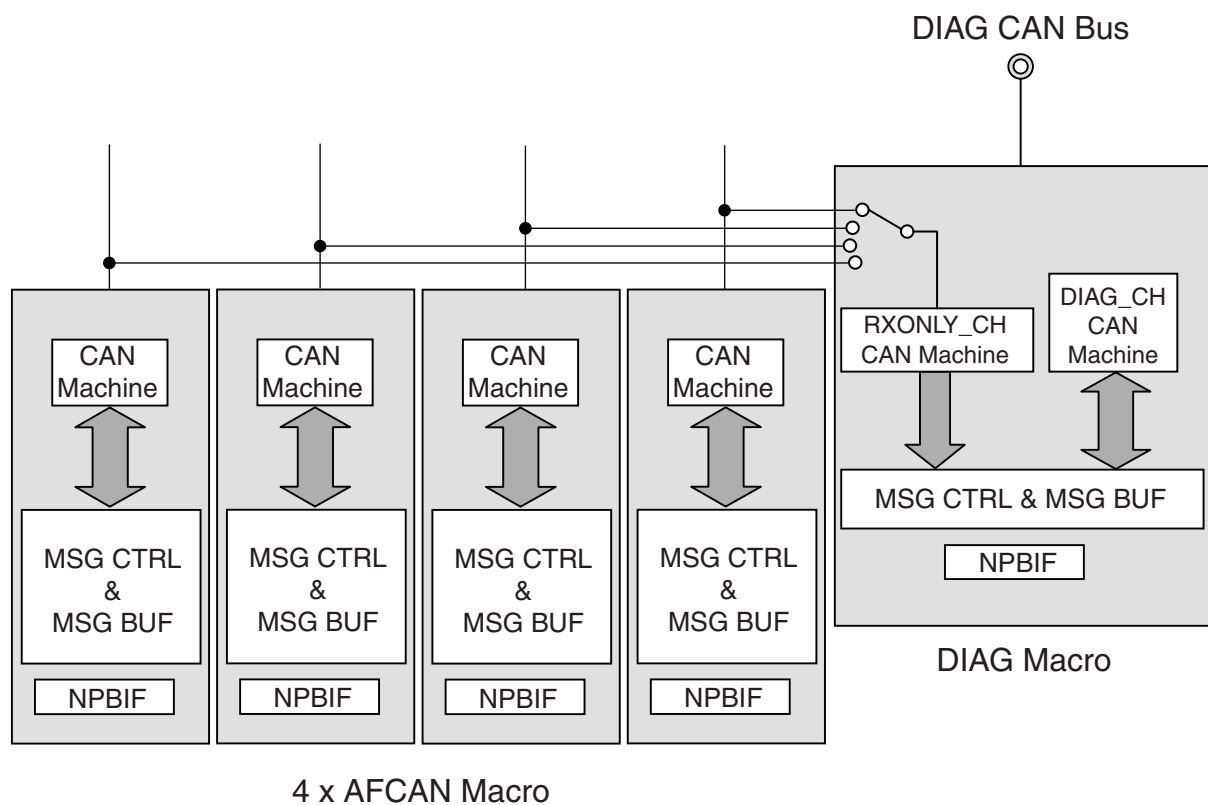 DIAG CAN Bus
CAN
Machine
MSG CTRL
&
MSG BUF
NPBIF
CAN
Machine
MSG CTRL
&
MSG BUF
NPBIF
CAN
Machine
MSG CTRL
&
MSG BUF
NPBIF
CAN
Machine
MSG CTRL
&
MSG BUF
NPBIF
4 x AFCAN Macro
RXONLY_CH
CAN Machine
DIAG_CH
CAN
Machine
MSG CTRL & MSG BUF
NPBIF
DIAG Macro